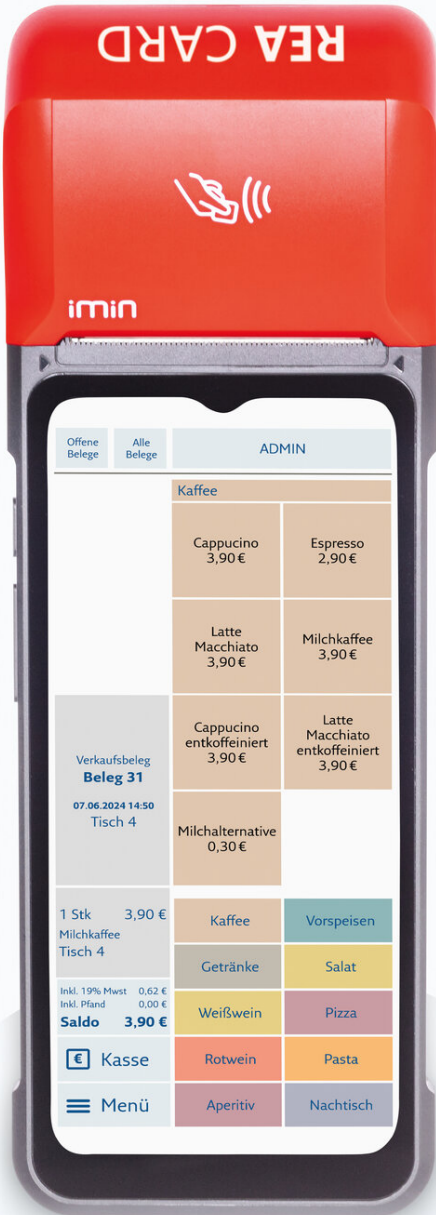 REA CARD
imin
Offene
Belege
Alle
Belege
ADMIN
Kaffee
Cappucino
3,90 €
Espresso
2,90 €
Latte
Macchiato
3,90 €
Milchkaffee
3,90 €
Cappucino
entkoffeiniert
3,90 €
Latte
Macchiato
entkoffeiniert
3,90 €
Milchalternative
0,30 €
Verkaufsbeleg
Beleg 31
07.06.2024 14:50
Tisch 4
1 Stk 3,90 €
Milchkaffee
Tisch 4
Inkl. 19% Mwst 0,62 €
Inkl. Pfand 0,00 €
Saldo 3,90 €
€ Kasse
Menü
Kaffee
Vorspeisen
Getränke
Salat
Weißwein
Pizza
Rotwein
Pasta
Aperitiv
Nachtisch